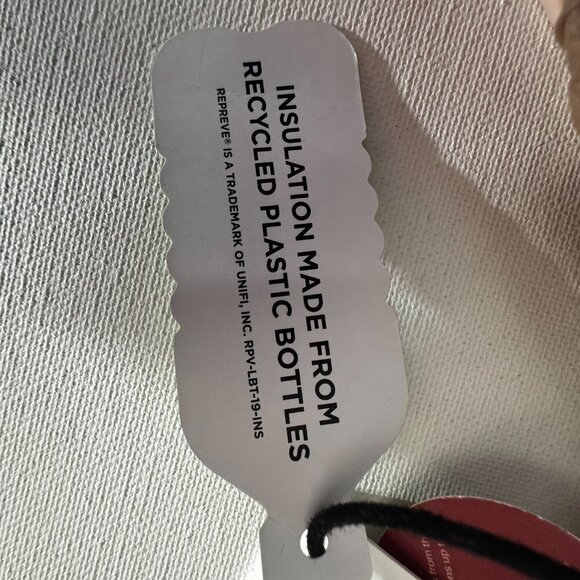 INSULATION MADE FROM
RECYCLED PLASTIC BOTTLES
REPREVE® IS A TRADEMARK OF UNIFI, INC. RPV-LBT-19-INS